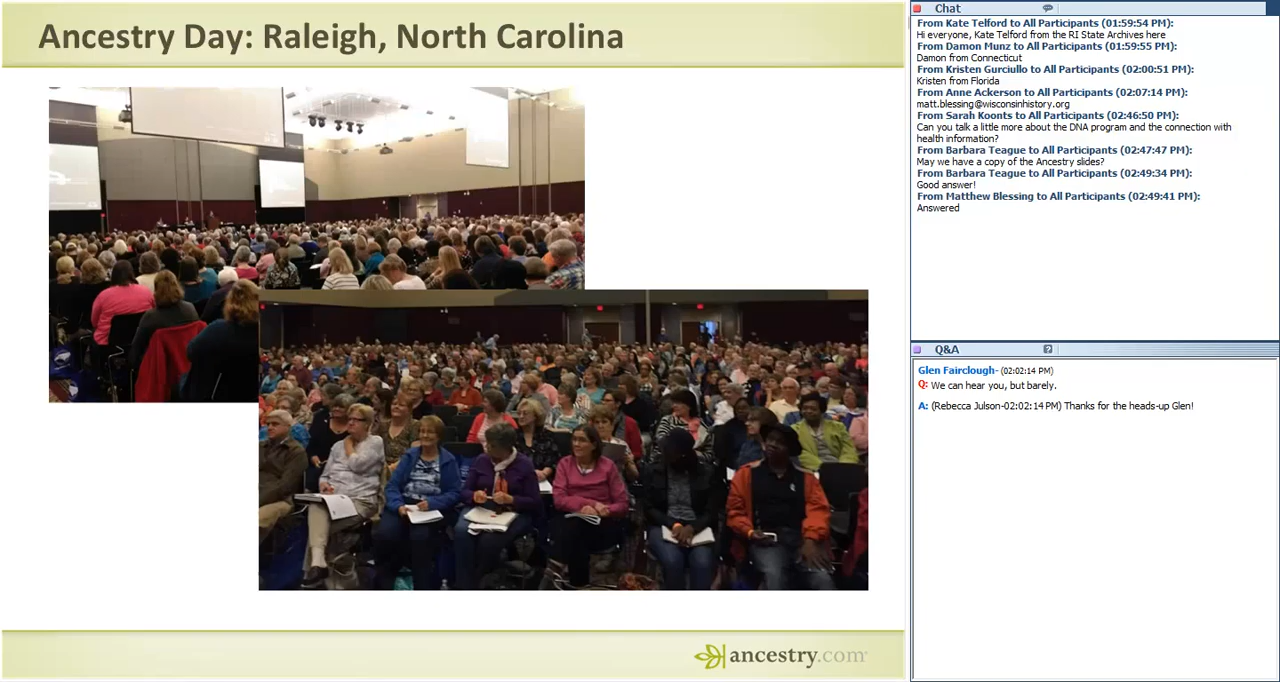 Ancestry Day: Raleigh, North Carolina
ancestry.com
Chat
From Kate Telford to All Participants (01:59:54 PM):
Hi everyone, Kate Telford from the RI State Archives here
From Damon Munz to All Participants (01:59:55 PM):
Damon from Connecticut
From Kristen Gurciullo to All Participants (02:00:51 PM):
Kristen from Florida
From Anne Ackerson to All Participants (02:07:14 PM):
matt.blessing@wisconsinhistory.org
From Sarah Koonts to All Participants (02:46:50 PM):
Can you talk a little more about the DNA program and the connection with
health information?
From Barbara Teague to All Participants (02:47:47 PM):
May we have a copy of the Ancestry slides?
From Barbara Teague to All Participants (02:49:34 PM):
Good answer!
From Matthew Blessing to All Participants (02:49:41 PM):
Answered
Q&A
Glen Fairclough- (02:02:14 PM)
Q: We can hear you, but barely.
A: (Rebecca Julson-02:02:14 PM) Thanks for the heads-up Glen!